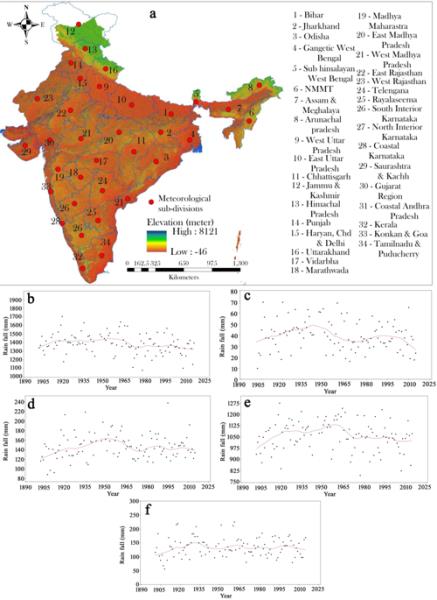 a
N
W
E
S
12
13
14
15
16
9
23
22
10
1
8
7
5
6
21
20
2
4
29
30
11
3
17
19
18
24
33
26
25
21
28
26
34
32
Meteorological
sub-divisions
Elevation (meter)
High : 8121
Low : -46
0 162.5 325 650 975 1,300
Kilometers
1 - Bihar
2 - Jharkhand
3 - Odisha
4 - Gangetic West
Bengal
5 - Sub himalayan
West Bengal
6 - NMMT
7 - Assam &
Meghalaya
8 - Arunachal
pradesh
9 - West Uttar
Pradesh
10 - East Uttar
Pradesh
11 - Chhattisgarh
12 - Jammu &
Kashmir
13 - Himachal
Pradesh
14 - Punjab
15 - Haryan, Chd
& Delhi
16 - Uttarakhand
17 - Vidarbha
18 - Marathwada
19 - Madhya
Maharastra
20 - East Madhya
Pradesh
21 - West Madhya
Pradesh
22 - East Rajasthan
23 - West Rajasthan
24 - Telengana
25 - Rayalaseema
26 - South Interior
Karnataka
27 - North Interior
Karnataka
28 - Coastal
Karnataka
29 - Saurashtra
& Kachh
30 - Gujarat
Region
31 - Coastal Andhra
Pradesh
32 - Kerala
33 - Konkan & Goa
34 - Tamilnadu &
Puducherry
b
Rain fall (mm)
1900
1800
1700
1600
1500
1400
1300
1200
1100
1000
1890 1905 1920 1935 1950 1965 1980 1995 2010 2025
Year
c
Rain fall (mm)
80
70
60
50
40
30
20
10
0
1890 1905 1920 1935 1950 1965 1980 1995 2010 2025
Year
d
Rain fall (mm)
240
220
200
180
160
140
120
100
80
1890 1905 1920 1935 1950 1965 1980 1995 2010 2025
Year
e
Rain fall (mm)
1275
1200
1125
1050
975
900
825
750
1890 1905 1920 1935 1950 1965 1980 1995 2010 2025
Year
f
Rain fall (mm)
300
250
200
150
100
50
0
1890 1905 1920 1935 1950 1965 1980 1995 2010 2025
Year